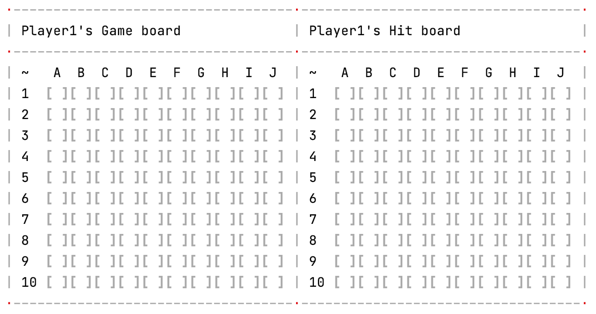 Player1's Game board | Player1's Hit board
| ~   A  B  C  D  E  F  G  H  I  J  | ~   A  B  C  D  E  F  G  H  I  J  |
| 1  [ ][ ][ ][ ][ ][ ][ ][ ][ ][ ] | 1  [ ][ ][ ][ ][ ][ ][ ][ ][ ][ ] |
| 2  [ ][ ][ ][ ][ ][ ][ ][ ][ ][ ] | 2  [ ][ ][ ][ ][ ][ ][ ][ ][ ][ ] |
| 3  [ ][ ][ ][ ][ ][ ][ ][ ][ ][ ] | 3  [ ][ ][ ][ ][ ][ ][ ][ ][ ][ ] |
| 4  [ ][ ][ ][ ][ ][ ][ ][ ][ ][ ] | 4  [ ][ ][ ][ ][ ][ ][ ][ ][ ][ ] |
| 5  [ ][ ][ ][ ][ ][ ][ ][ ][ ][ ] | 5  [ ][ ][ ][ ][ ][ ][ ][ ][ ][ ] |
| 6  [ ][ ][ ][ ][ ][ ][ ][ ][ ][ ] | 6  [ ][ ][ ][ ][ ][ ][ ][ ][ ][ ] |
| 7  [ ][ ][ ][ ][ ][ ][ ][ ][ ][ ] | 7  [ ][ ][ ][ ][ ][ ][ ][ ][ ][ ] |
| 8  [ ][ ][ ][ ][ ][ ][ ][ ][ ][ ] | 8  [ ][ ][ ][ ][ ][ ][ ][ ][ ][ ] |
| 9  [ ][ ][ ][ ][ ][ ][ ][ ][ ][ ] | 9  [ ][ ][ ][ ][ ][ ][ ][ ][ ][ ] |
| 10 [ ][ ][ ][ ][ ][ ][ ][ ][ ][ ] | 10 [ ][ ][ ][ ][ ][ ][ ][ ][ ][ ] |